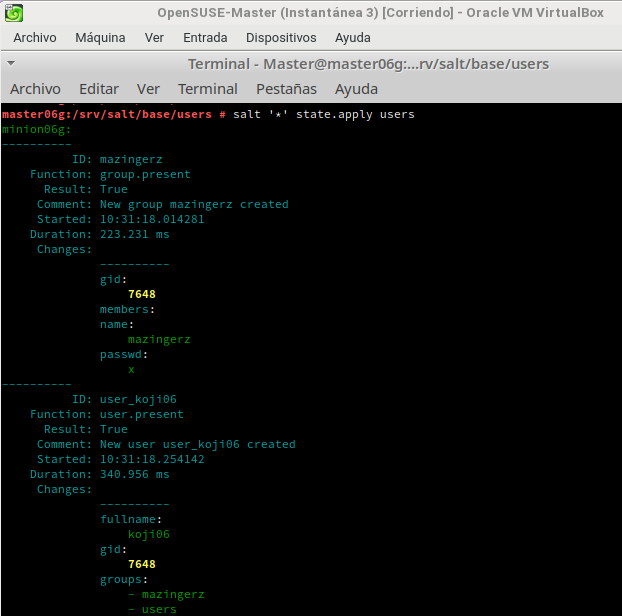 OpenSUSE-Master (Instantánea 3) [Corriendo] - Oracle VM VirtualBox
Archivo Máquina Ver Entrada Dispositivos Ayuda
Terminal - Master@master06g:...rv/salt/base/users
Archivo Editar Ver Terminal Pestañas Ayuda
master06g:/srv/salt/base/users # salt '*' state.apply users
minion06g:
----------
ID: mazingerz
Function: group.present
Result: True
Comment: New group mazingerz created
Started: 10:31:18.014281
Duration: 223.231 ms
Changes:
----------
gid:
7648
members:
name:
mazingerz
passwd:
x
----------
ID: user_koji06
Function: user.present
Result: True
Comment: New user user_koji06 created
Started: 10:31:18.254142
Duration: 340.956 ms
Changes:
----------
fullname:
koji06
gid:
7648
groups:
- mazingerz
- users